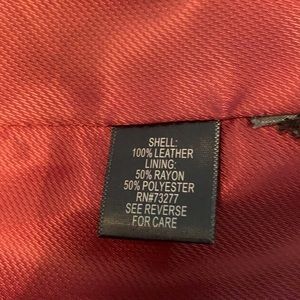 SHELL:
100% LEATHER
LINING:
50% RAYON
50% POLYESTER
RN#73277
SEE REVERSE
FOR CARE